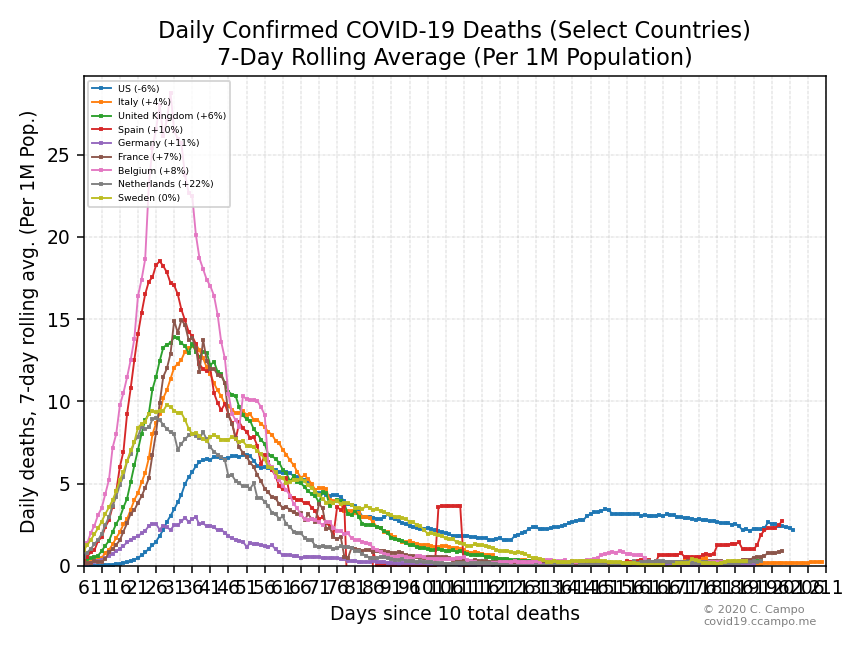 Daily Confirmed COVID-19 Deaths (Select Countries)
7-Day Rolling Average (Per 1M Population)
US (-6%)
Italy (+4%)
United Kingdom (+6%)
Spain (+10%)
Germany (+11%)
France (+7%)
Belgium (+8%)
Netherlands (+22%)
Sweden (0%)
Daily deaths, 7-day rolling avg. (Per 1M Pop.)
25
20
15
10
5
0
Days since 10 total deaths
© 2020 C. Campo
covid19.ccampo.me